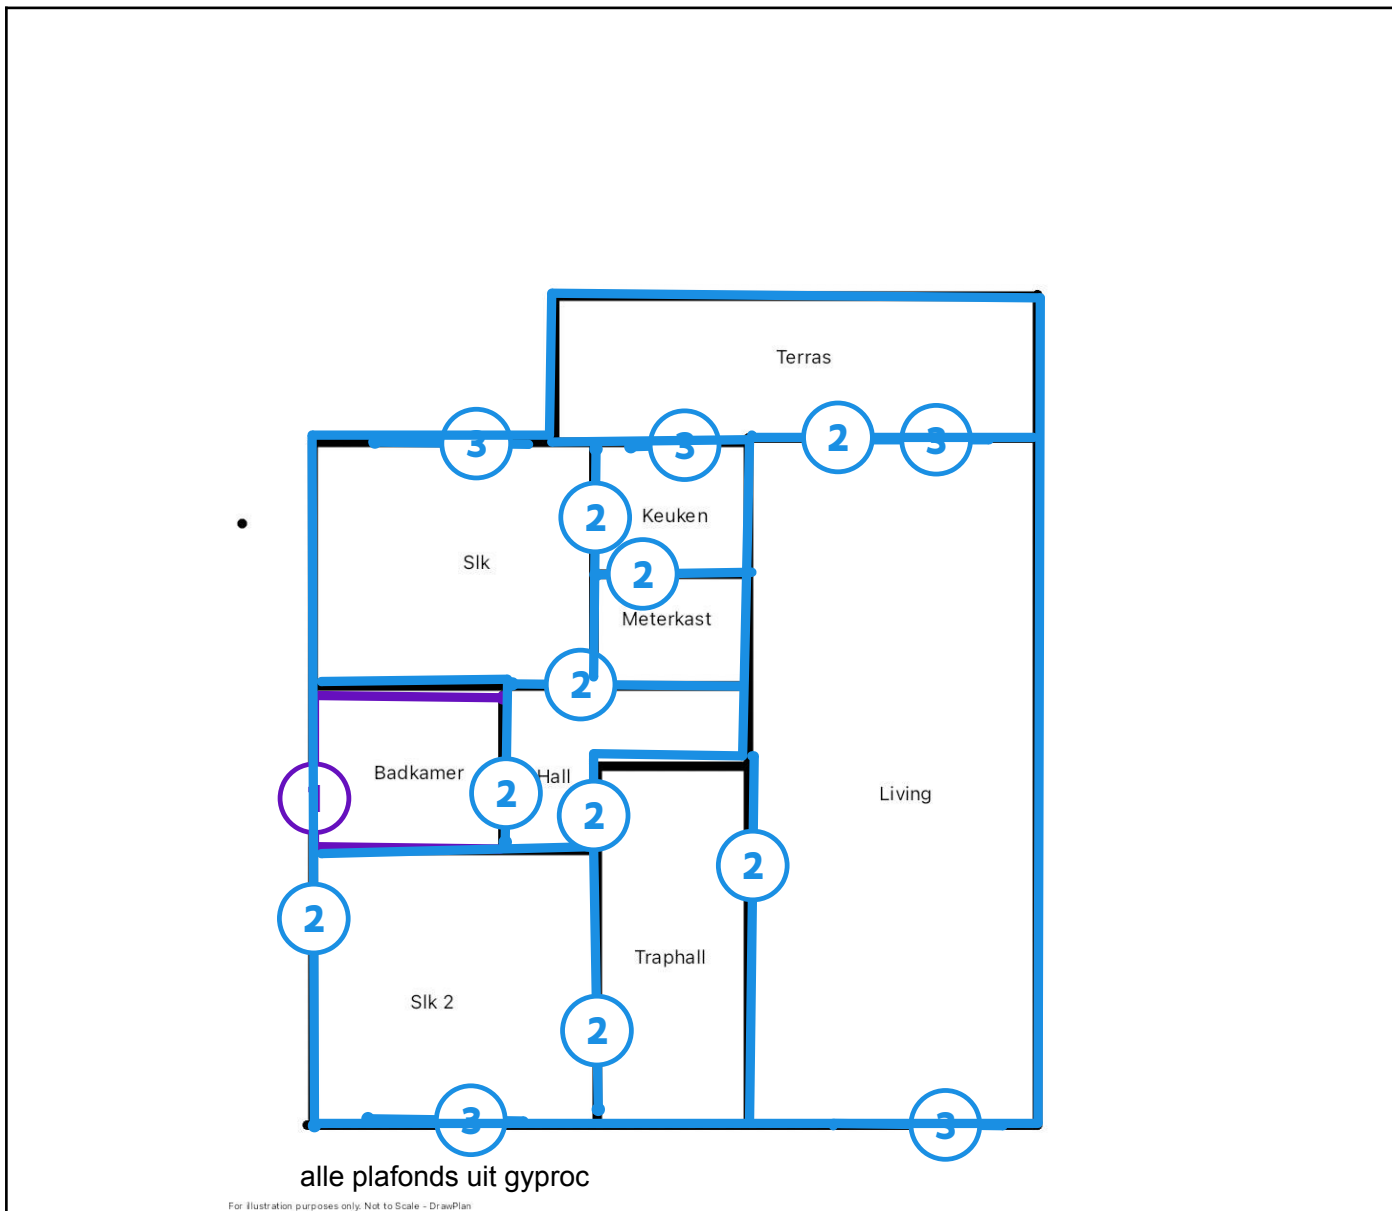 Terras
3
3
2
3
2
Keuken
2
Slk
Meterkast
2
Badkamer
Hall
2
2
2
2
Living
Traphall
Slk 2
2
3
3
alle plafonds uit gyproc
For illustration purposes only. Not to Scale - DrawPlan